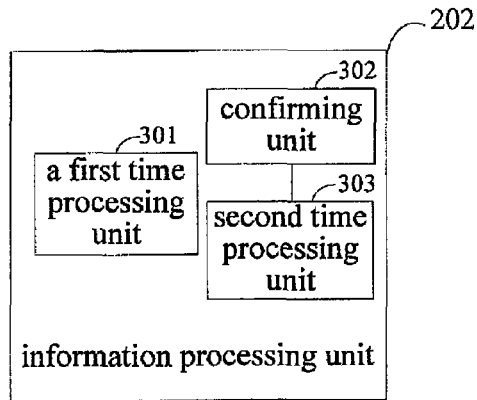 202
302
confirming
unit
301
a first time
processing
unit
303
second time
processing
unit
information processing unit